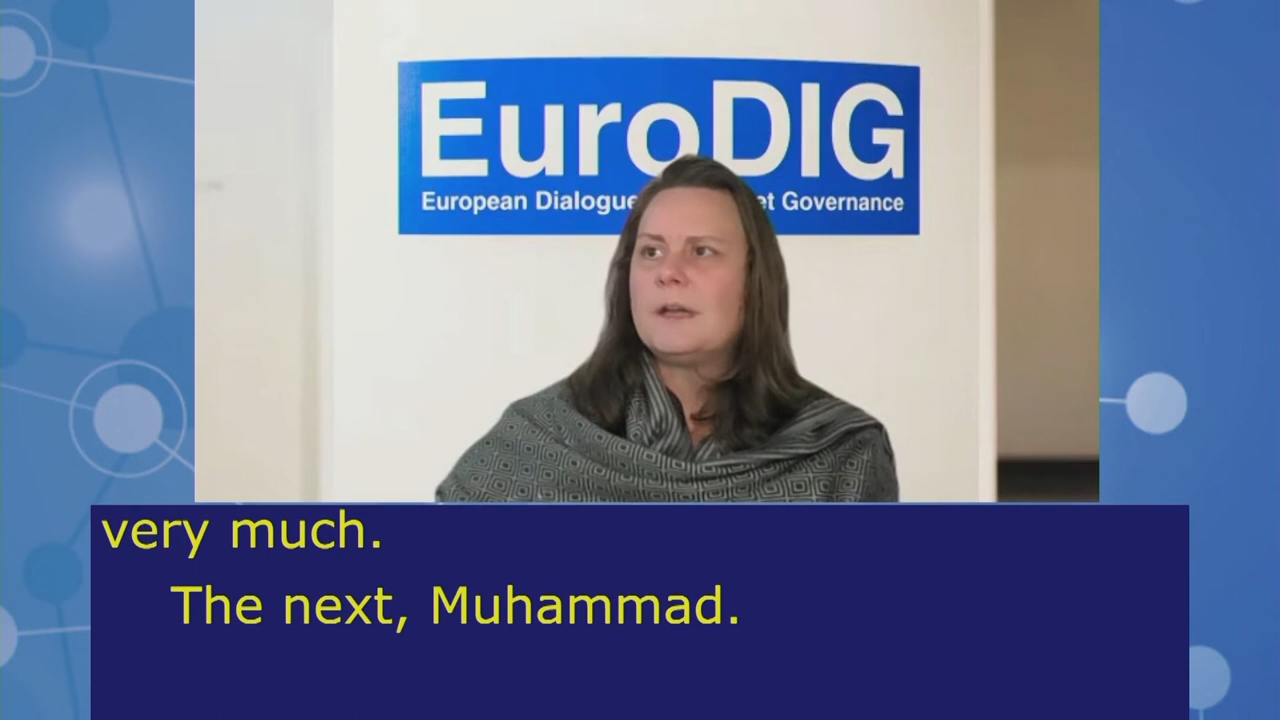 EuroDIG
European Dialogue et Governance
very much.
The next, Muhammad.